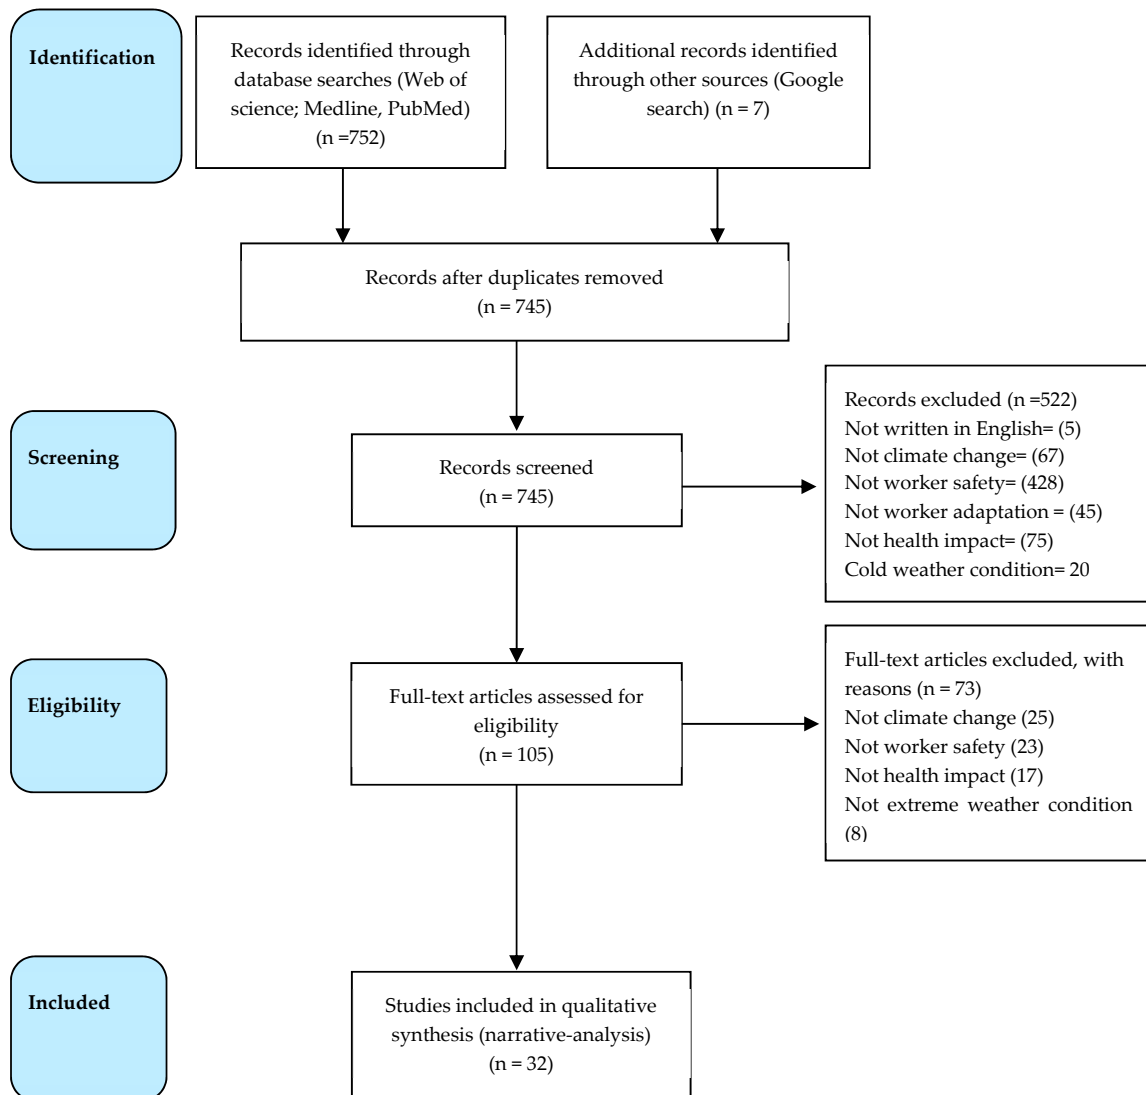 Identification
Records identified through
database searches (Web of
science; Medline, PubMed)
(n =752)
Additional records identified
through other sources (Google
search) (n = 7)
Records after duplicates removed
(n = 745)
Screening
Records screened
(n = 745)
Records excluded (n =522)
Not written in English= (5)
Not climate change= (67)
Not worker safety= (428)
Not worker adaptation = (45)
Not health impact= (75)
Cold weather condition= 20
Eligibility
Full-text articles assessed for
eligibility
(n = 105)
Full-text articles excluded, with
reasons (n = 73)
Not climate change (25)
Not worker safety (23)
Not health impact (17)
Not extreme weather condition
(8)
Included
Studies included in qualitative
synthesis (narrative-analysis)
(n = 32)